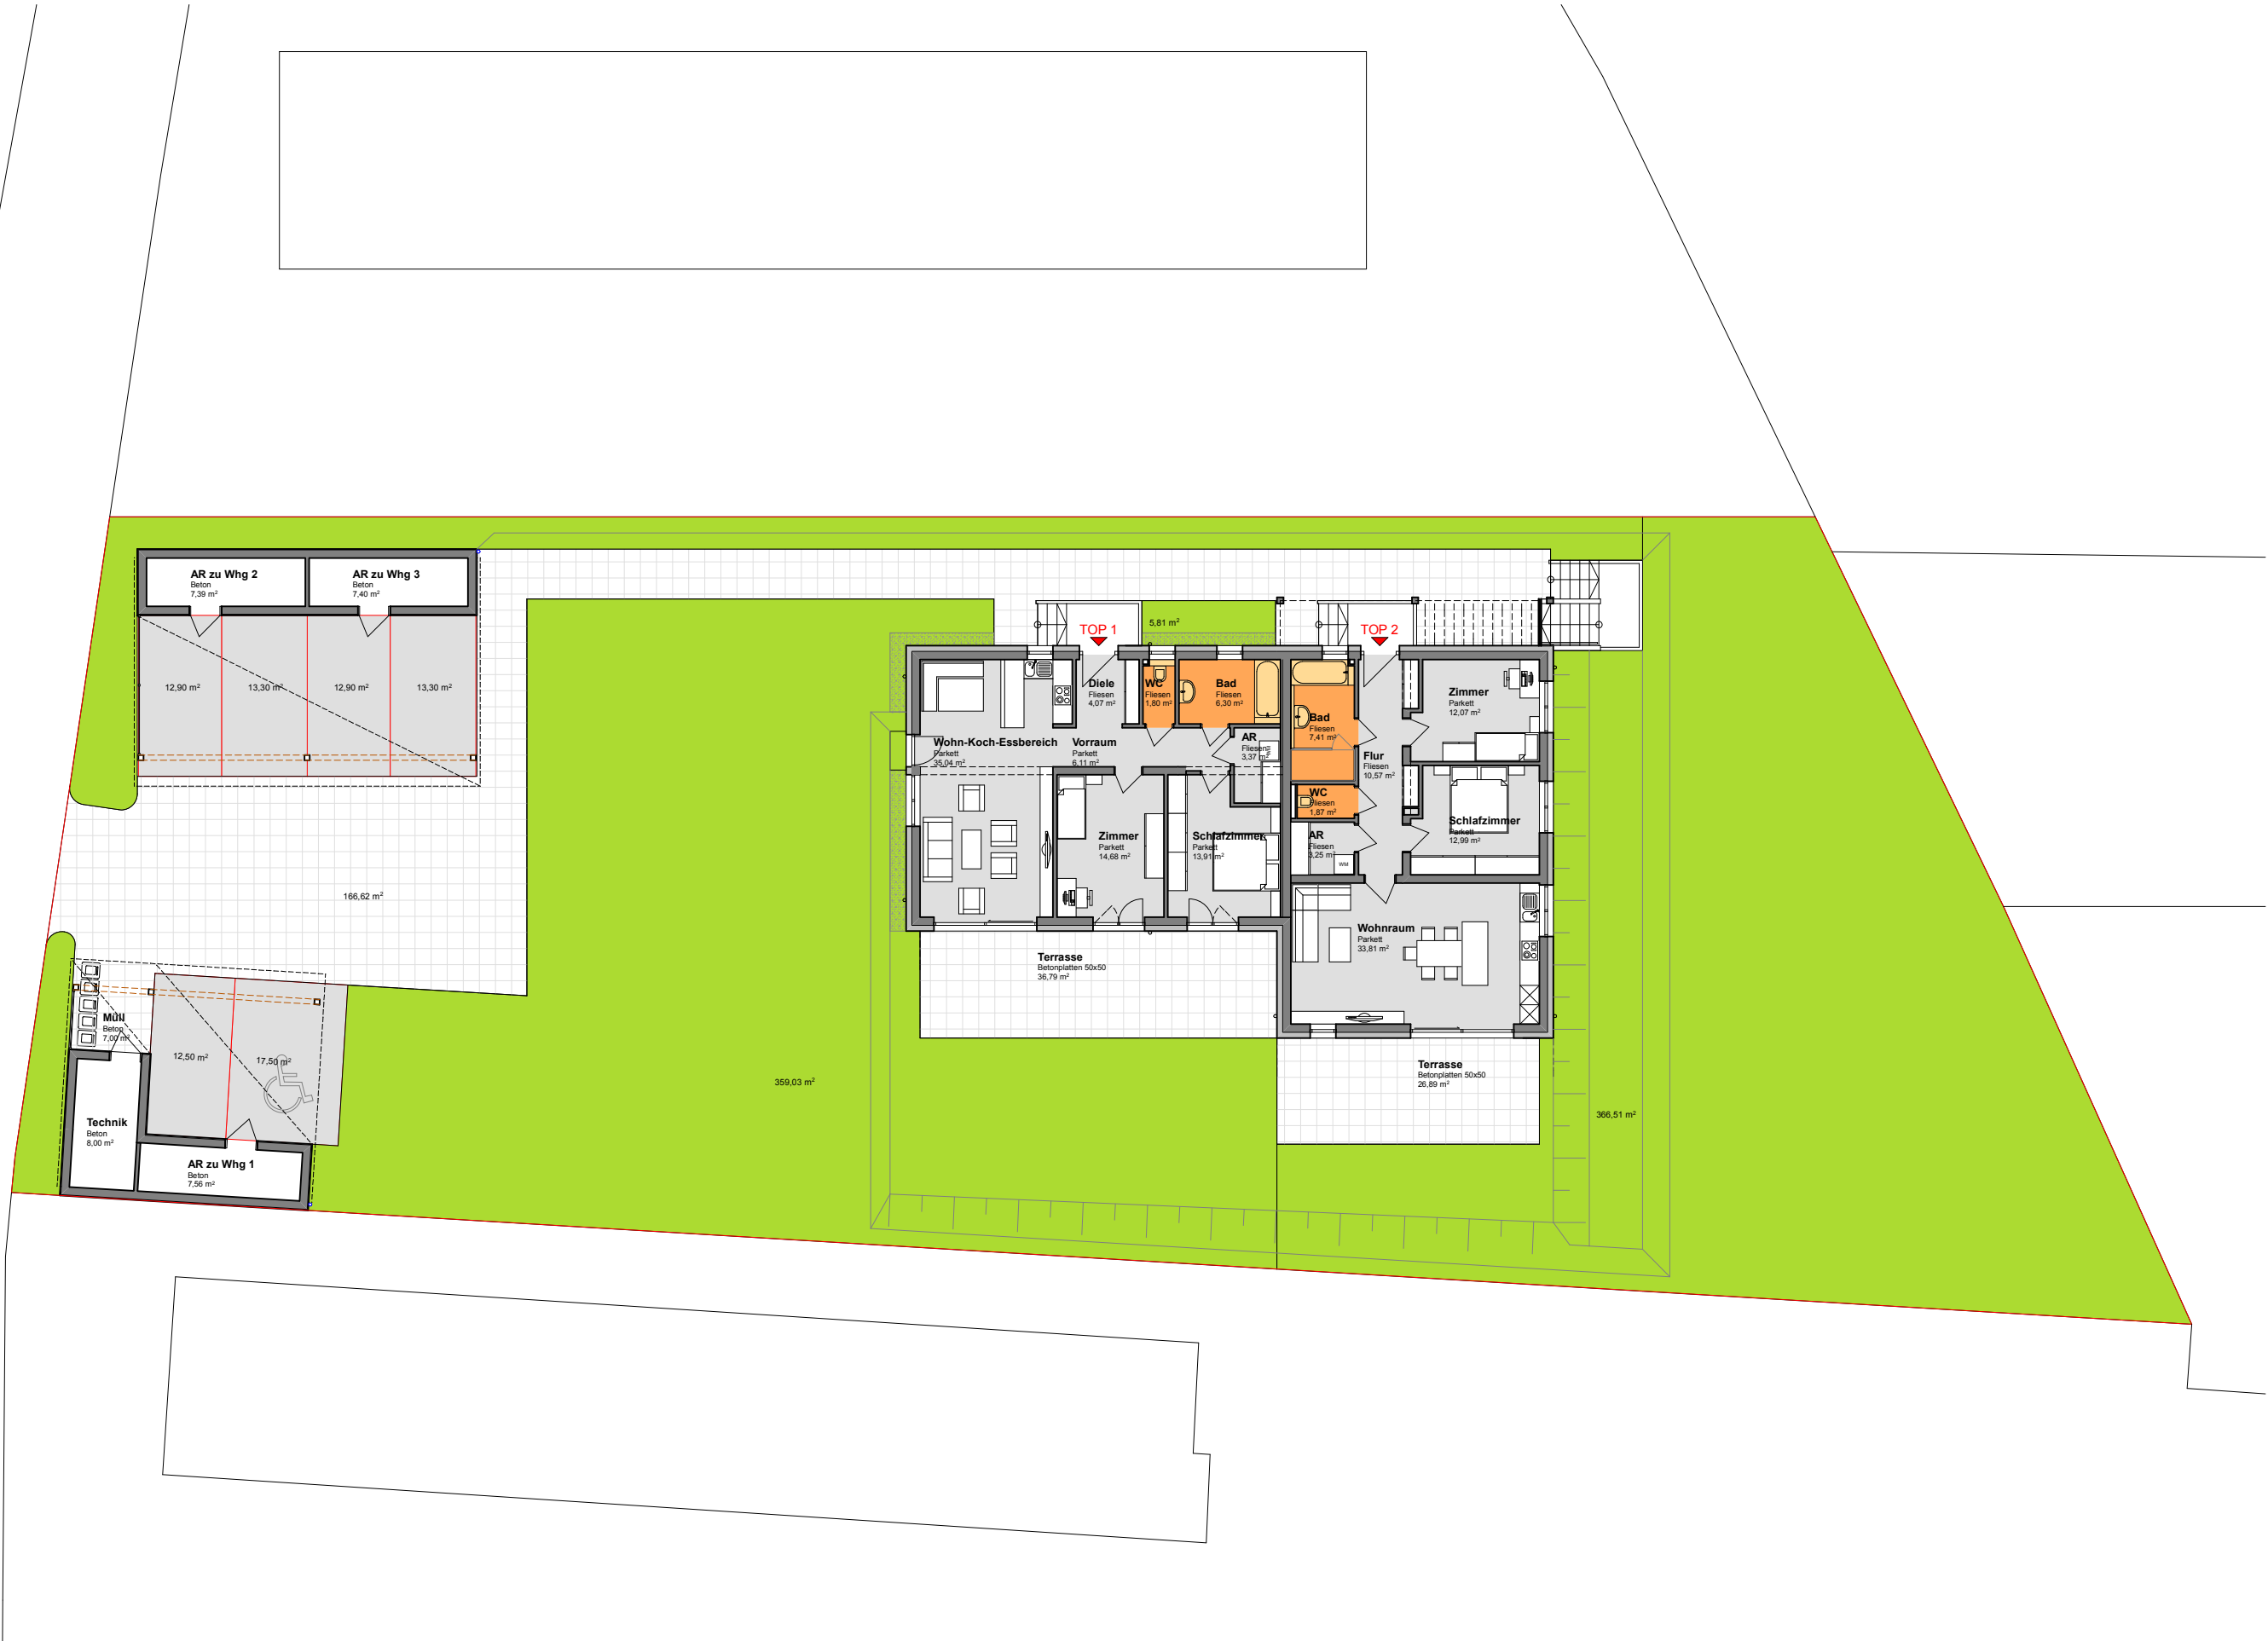 AR zu Whg 2
Beton
7,39 m²
AR zu Whg 3
Beton
7,40 m²
12,90 m²
13,30 m²
12,90 m²
13,30 m²
166,62 m²
Müll
Beton
7,00 m²
12,50 m²
17,50 m²
Technik
Beton
8,00 m²
AR zu Whg 1
Beton
7,56 m²
359,03 m²
TOP 1
5,81 m²
TOP 2
Diele
Fliesen
4,07 m²
WC
Fliesen
1,80 m²
Bad
Fliesen
6,30 m²
Wohn-Koch-Essbereich
Parkett
35,04 m²
Vorraum
Parkett
6,11 m²
AR
Fliesen
3,37 m²
WM
Zimmer
Parkett
14,68 m²
Schlafzimmer
Parkett
13,91 m²
Terrasse
Betonplatten 50x50
36,79 m²
Bad
Fliesen
7,41 m²
Flur
Fliesen
10,57 m²
WC
Fliesen
1,87 m²
AR
Fliesen
3,25 m²
WM
Zimmer
Parkett
12,07 m²
Schlafzimmer
Parkett
12,99 m²
Wohnraum
Parkett
33,81 m²
Terrasse
Betonplatten 50x50
26,89 m²
366,51 m²